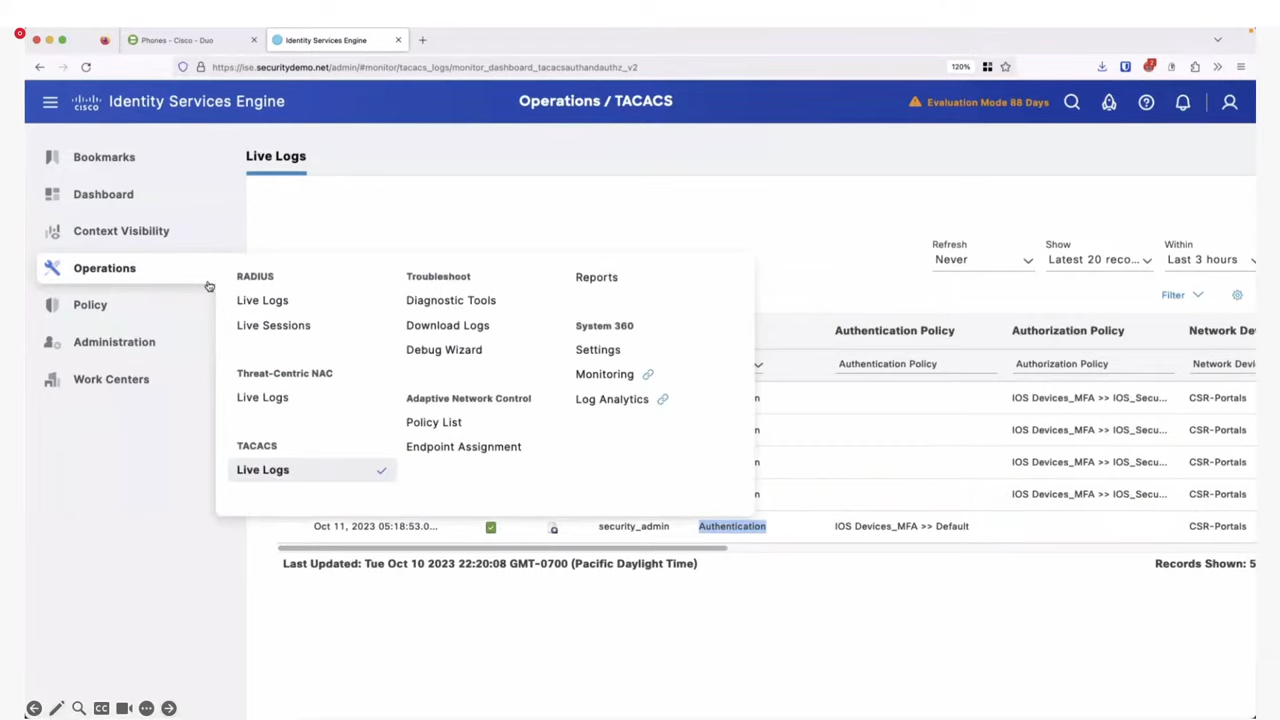 Phones - Cisco - Duo
Identity Services Engine
https://ise.securitydemo.net/admin/#monitor/tacacs_logs/monitor_dashboard_tacacsauthandauthz_v2
120%
cisco
Identity Services Engine
Operations / TACACS
Evaluation Mode 88 Days
Bookmarks
Dashboard
Context Visibility
Operations
Policy
Administration
Work Centers
Live Logs
Refresh
Never
Show
Latest 20 reco...
Within
Last 3 hours
Filter
RADIUS
Live Logs
Live Sessions
Threat-Centric NAC
Live Logs
TACACS
Live Logs
Troubleshoot
Diagnostic Tools
Download Logs
Debug Wizard
Adaptive Network Control
Policy List
Endpoint Assignment
Reports
System 360
Settings
Monitoring
Log Analytics
Authentication Policy Authorization Policy Network Dev
Authentication Policy Authorization Policy Network Devi
n IOS Devices_MFA >> IOS_Secu... CSR-Portals
n IOS Devices_MFA >> IOS_Secu... CSR-Portals
n IOS Devices_MFA >> IOS_Secu... CSR-Portals
n IOS Devices_MFA >> IOS_Secu... CSR-Portals
Oct 11, 2023 05:18:53.0... security_admin Authentication IOS Devices_MFA >> Default CSR-Portals
Last Updated: Tue Oct 10 2023 22:20:08 GMT-0700 (Pacific Daylight Time) Records Shown: 5
CC